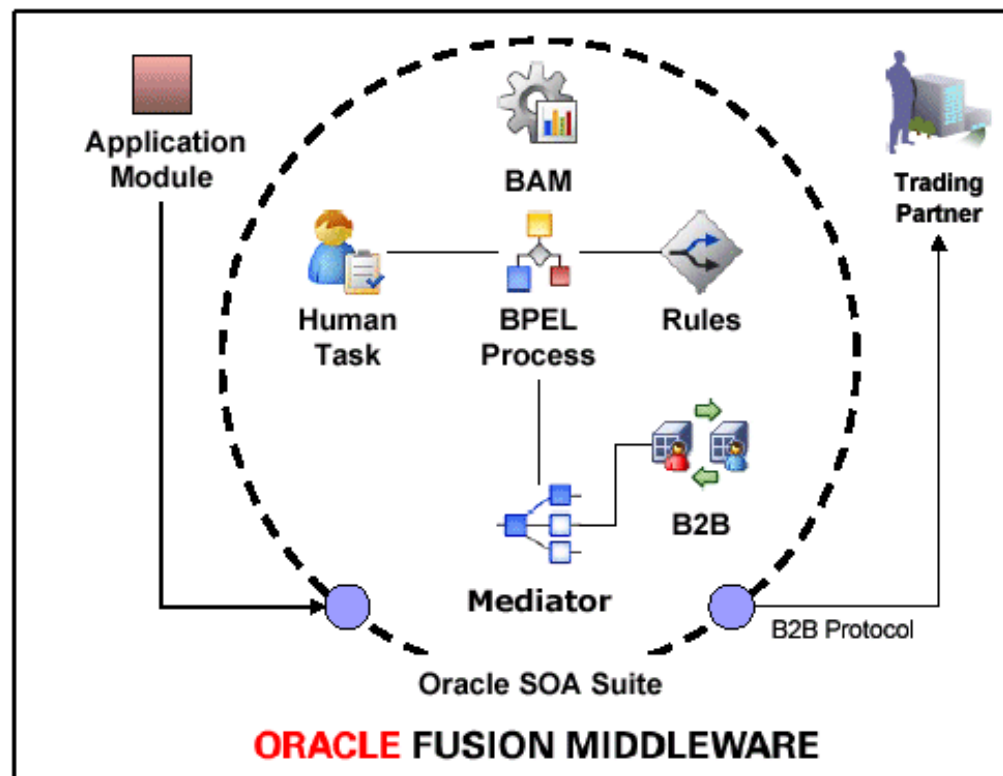 Application
Module
BAM
Trading
Partner
Human
Task
BPEL
Process
Rules
B2B
Mediator
B2B Protocol
Oracle SOA Suite
ORACLE FUSION MIDDLEWARE